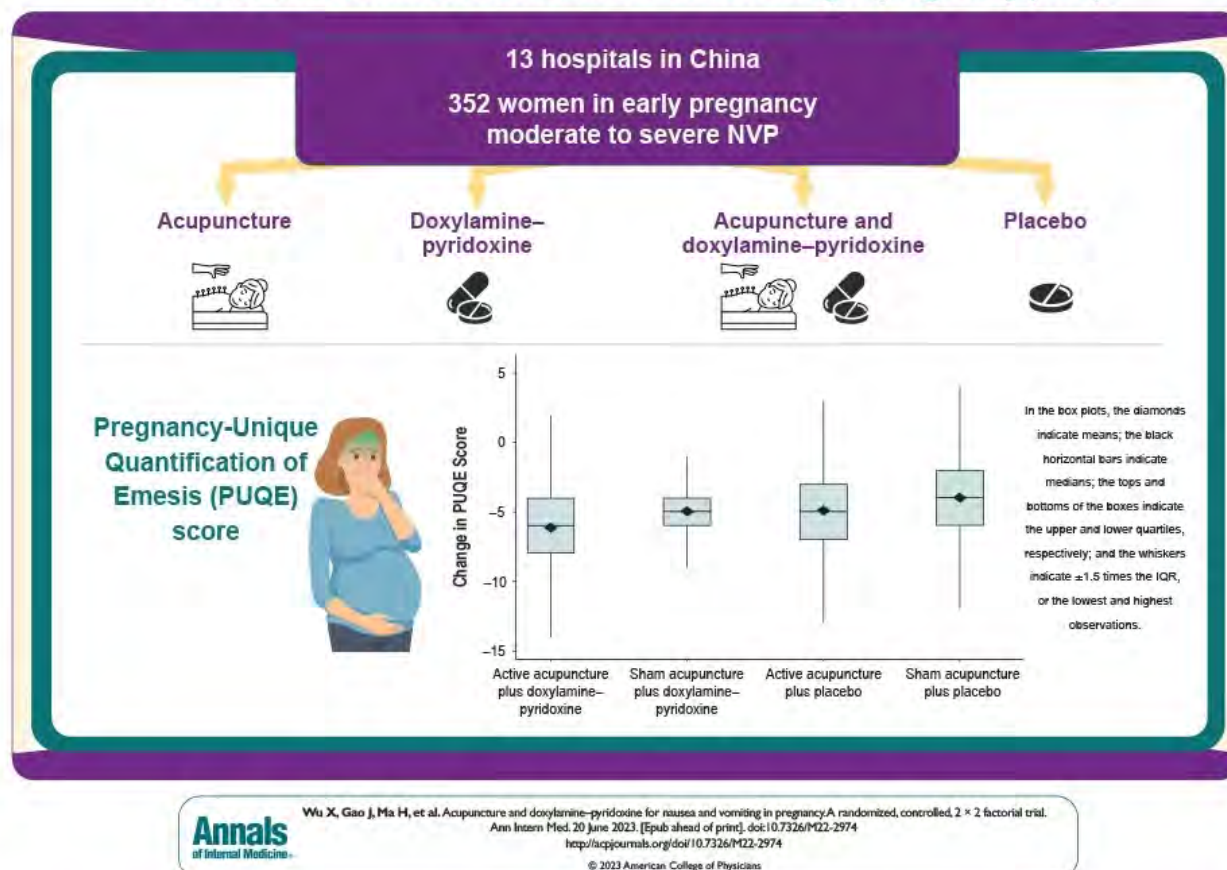 13 hospitals in China
352 women in early pregnancy
moderate to severe NVP
Acupuncture
Doxylamine–
pyridoxine
Acupuncture and
doxylamine–pyridoxine
Placebo
Pregnancy-Unique
Quantification of
Emesis (PUQE)
score
Change in PUQE Score
5
0
−5
−10
−15
Active acupuncture
plus doxylamine–
pyridoxine
Sham acupuncture
plus doxylamine–
pyridoxine
Active acupuncture
plus placebo
Sham acupuncture
plus placebo
In the box plots, the diamonds
indicate means; the black
horizontal bars indicate
medians; the tops and
bottoms of the boxes indicate
the upper and lower quartiles,
respectively; and the whiskers
indicate ±1.5 times the IQR,
or the lowest and highest
observations.
Annals
of Internal Medicine®
Wu X, Gao J, Ma H, et al. Acupuncture and doxylamine–pyridoxine for nausea and vomiting in pregnancy. A randomized, controlled, 2 × 2 factorial trial.
Ann Intern Med. 20 June 2023. [Epub ahead of print]. doi:10.7326/M22-2974
http://acpjournals.org/doi/10.7326/M22-2974
© 2023 American College of Physicians